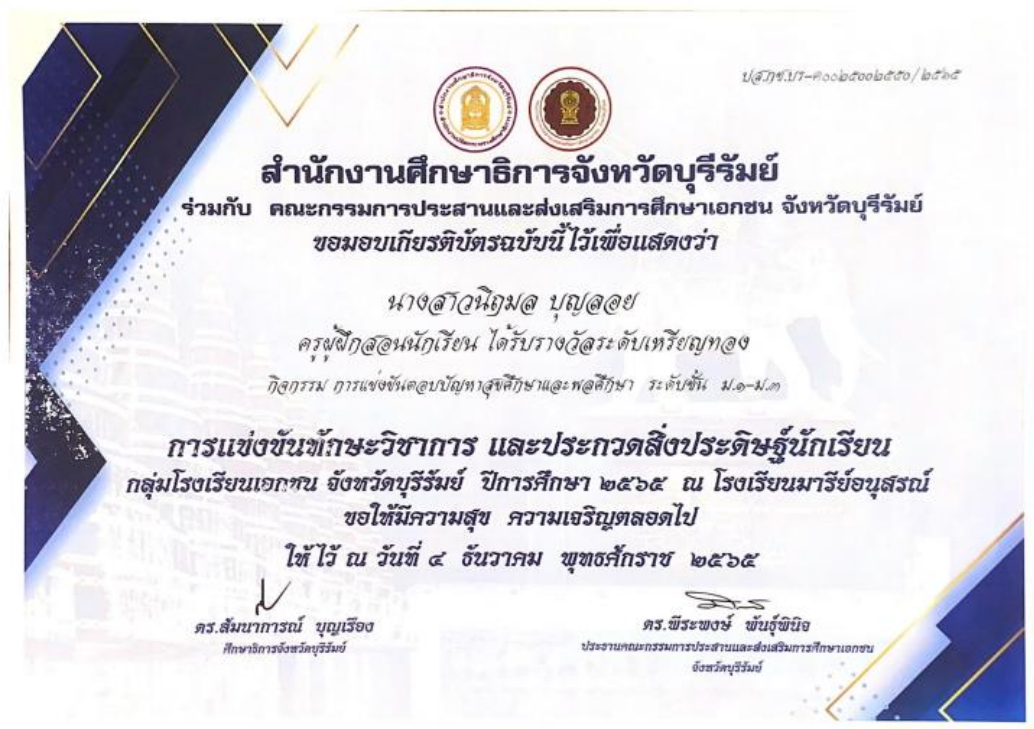 ปส.กช.บร-๓๐๐๒๕๐๐๒๕๕๐/๒๕๖๕
สำนักงานศึกษาธิการจังหวัดบุรีรัมย์
ร่วมกับ คณะกรรมการประสานและส่งเสริมการศึกษาเอกชน จังหวัดบุรีรัมย์
ขอมอบเกียรติบัตรฉบับนี้ไว้เพื่อแสดงว่า
นางสาวนิฤมล บุญลอย
ครูผู้ฝึกสอนนักเรียน ได้รับรางวัลระดับเหรียญทอง
กิจกรรม การแข่งขันตอบปัญหาสุขศึกษาและพลศึกษา ระดับชั้น ม.๑-ม.๓
การแข่งขันทักษะวิชาการ และประกวดสิ่งประดิษฐ์นักเรียน
กลุ่มโรงเรียนเอกชน จังหวัดบุรีรัมย์ ปีการศึกษา ๒๕๖๕ ณ โรงเรียนมารีย์อนุสรณ์
ขอให้มีความสุข ความเจริญตลอดไป
ให้ไว้ ณ วันที่ ๔ ธันวาคม พุทธศักราช ๒๕๖๕
ดร.สัมนาการณ์ บุญเรือง
ศึกษาธิการจังหวัดบุรีรัมย์
ดร.พีระพงษ์ พันธุ์พินิจ
ประธานคณะกรรมการประสานและส่งเสริมการศึกษาเอกชน
จังหวัดบุรีรัมย์